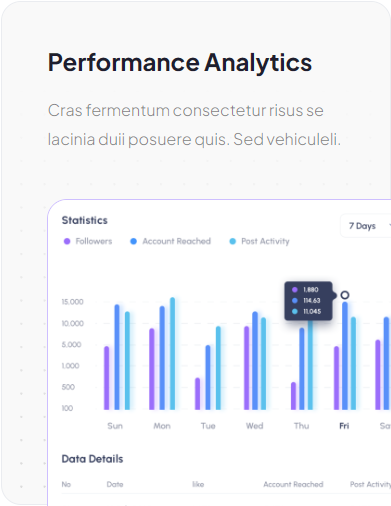 Performance Analytics
Cras fermentum consectetur risus se
lacinia duii posuere quis. Sed vehiculeli.
Statistics
7 Days
Followers Account Reached Post Activity
1.880
114.63
11,045
15.000
10.000
5.000
1.000
500
100
Sun Mon Tue Wed Thu Fri Sa
Data Details
No Date like Account Reached Post Activity